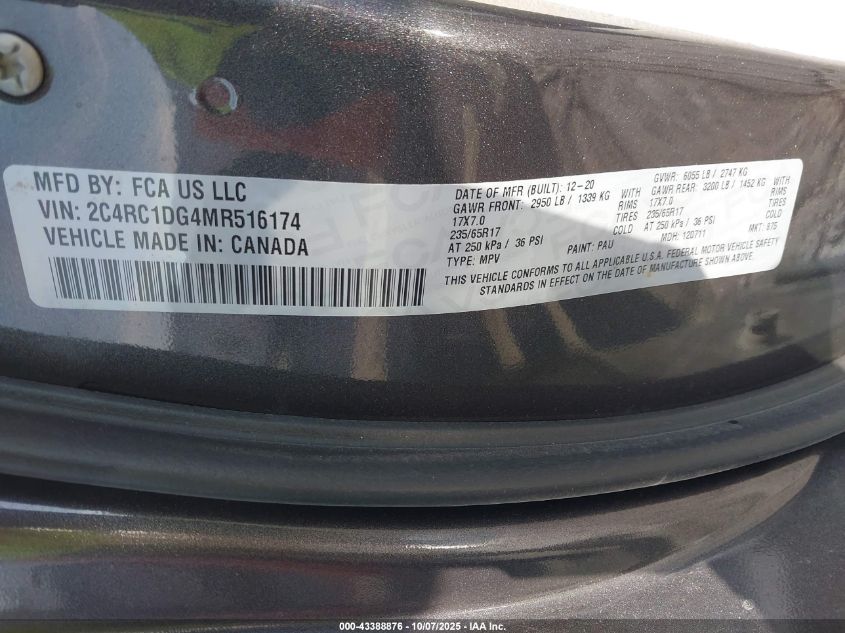 MFD BY: FCA US LLC
VIN: 2C4RC1DG4MR516174
VEHICLE MADE IN: CANADA
DATE OF MFR (BUILT): 12-20
GVWR: 6055 LB / 2747 KG
GAWR FRONT: 2950 LB / 1339 KG
GAWR REAR: 3200 LB / 1452 KG
17X7.0 RIMS 17X7.0 RIMS
235/65R17 TIRES 235/65R17 TIRES
AT 250 kPa / 36 PSI COLD AT 250 kPa / 36 PSI COLD
TYPE: MPV PAINT: PAU MDH: 120711 MKT: 875
THIS VEHICLE CONFORMS TO ALL APPLICABLE U.S.A. FEDERAL MOTOR VEHICLE SAFETY
STANDARDS IN EFFECT ON THE DATE OF MANUFACTURE SHOWN ABOVE.
000-43388876 - 10/07/2025 - IAA Inc.